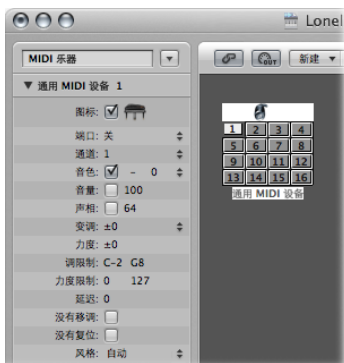 Lonel
MIDI 乐器
新建
通用 MIDI 设备 1
图标:
端口: 关
通道: 1
音色: - 0
音量: 100
声相: 64
变调: ±0
力度: ±0
调限制: C-2 G8
力度限制: 0 127
延迟: 0
没有移调:
没有复位:
风格: 自动
OUT
1 2 3 4
5 6 7 8
9 10 11 12
13 14 15 16
通用 MIDI 设备